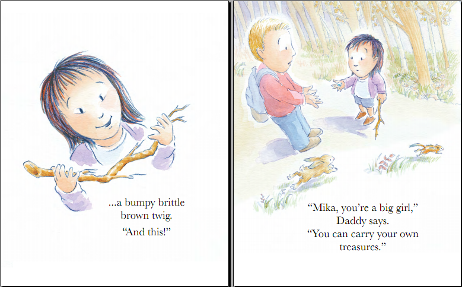 ...a bumpy brittle
brown twig.
“And this!”
“Mika, you’re a big girl,”
Daddy says.
“You can carry your own
treasures.”